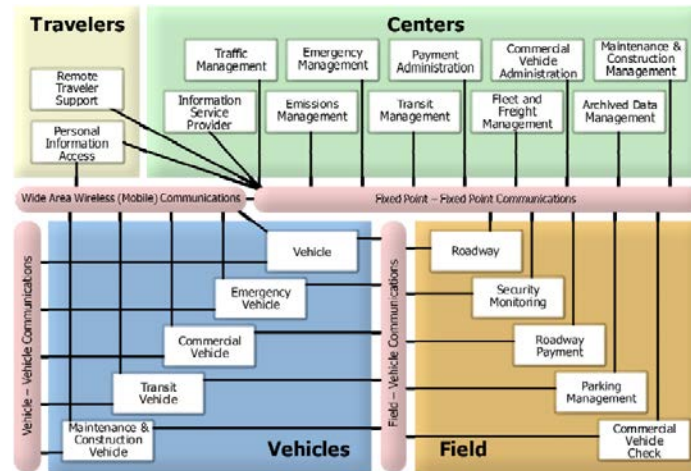 Travelers
Centers
Traffic
Management
Emergency
Management
Payment
Administration
Commercial
Vehicle
Administration
Maintenance &
Construction
Management
Remote
Traveler
Support
Information
Service
Provider
Emissions
Management
Transit
Management
Fleet and
Freight
Management
Archived Data
Management
Personal
Information
Access
Wide Area Wireless (Mobile) Communications
Fixed Point – Fixed Point Communications
Vehicle – Vehicle Communications
Vehicle
Emergency
Vehicle
Commercial
Vehicle
Transit
Vehicle
Maintenance &
Construction
Vehicle
Vehicles
Field – Vehicle Communications
Roadway
Security
Monitoring
Roadway
Payment
Parking
Management
Commercial
Vehicle
Check
Field